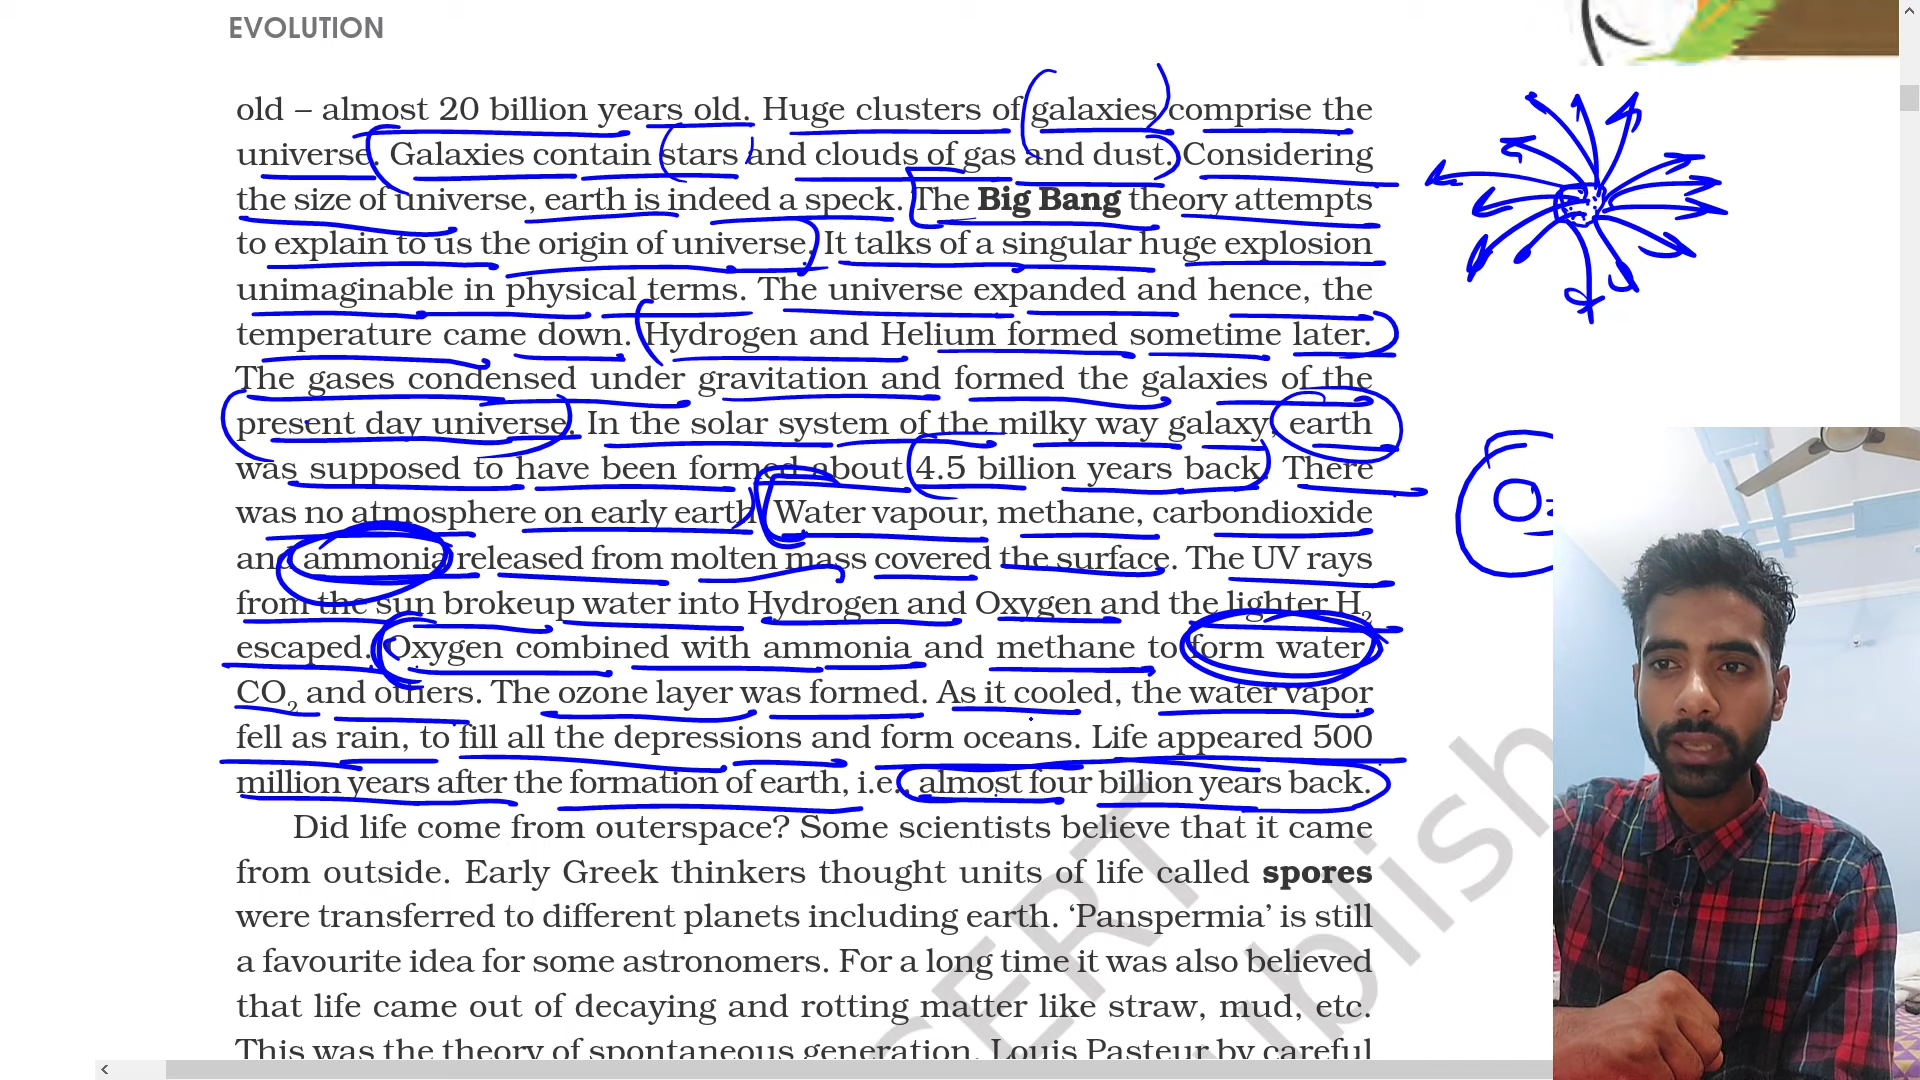 EVOLUTION
old – almost 20 billion years old. Huge clusters of galaxies comprise the
universe. Galaxies contain stars and clouds of gas and dust. Considering
the size of universe, earth is indeed a speck. The Big Bang theory attempts
to explain to us the origin of universe. It talks of a singular huge explosion
unimaginable in physical terms. The universe expanded and hence, the
temperature came down. Hydrogen and Helium formed sometime later.
The gases condensed under gravitation and formed the galaxies of the
present day universe. In the solar system of the milky way galaxy, earth
was supposed to have been formed about 4.5 billion years back. There
was no atmosphere on early earth. Water vapour, methane, carbondioxide
and ammonia released from molten mass covered the surface. The UV rays
from the sun brokeup water into Hydrogen and Oxygen and the lighter H₂
escaped. Oxygen combined with ammonia and methane to form water,
CO₂ and others. The ozone layer was formed. As it cooled, the water vapor
fell as rain, to fill all the depressions and form oceans. Life appeared 500
million years after the formation of earth, i.e., almost four billion years back.
Did life come from outerspace? Some scientists believe that it came
from outside. Early Greek thinkers thought units of life called spores
were transferred to different planets including earth. ‘Panspermia’ is still
a favourite idea for some astronomers. For a long time it was also believed
that life came out of decaying and rotting matter like straw, mud, etc.
This was the theory of spontaneous generation. Louis Pasteur by careful
O₂